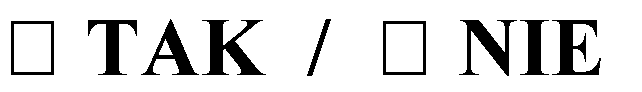 ☐ TAK / ☐ NIE